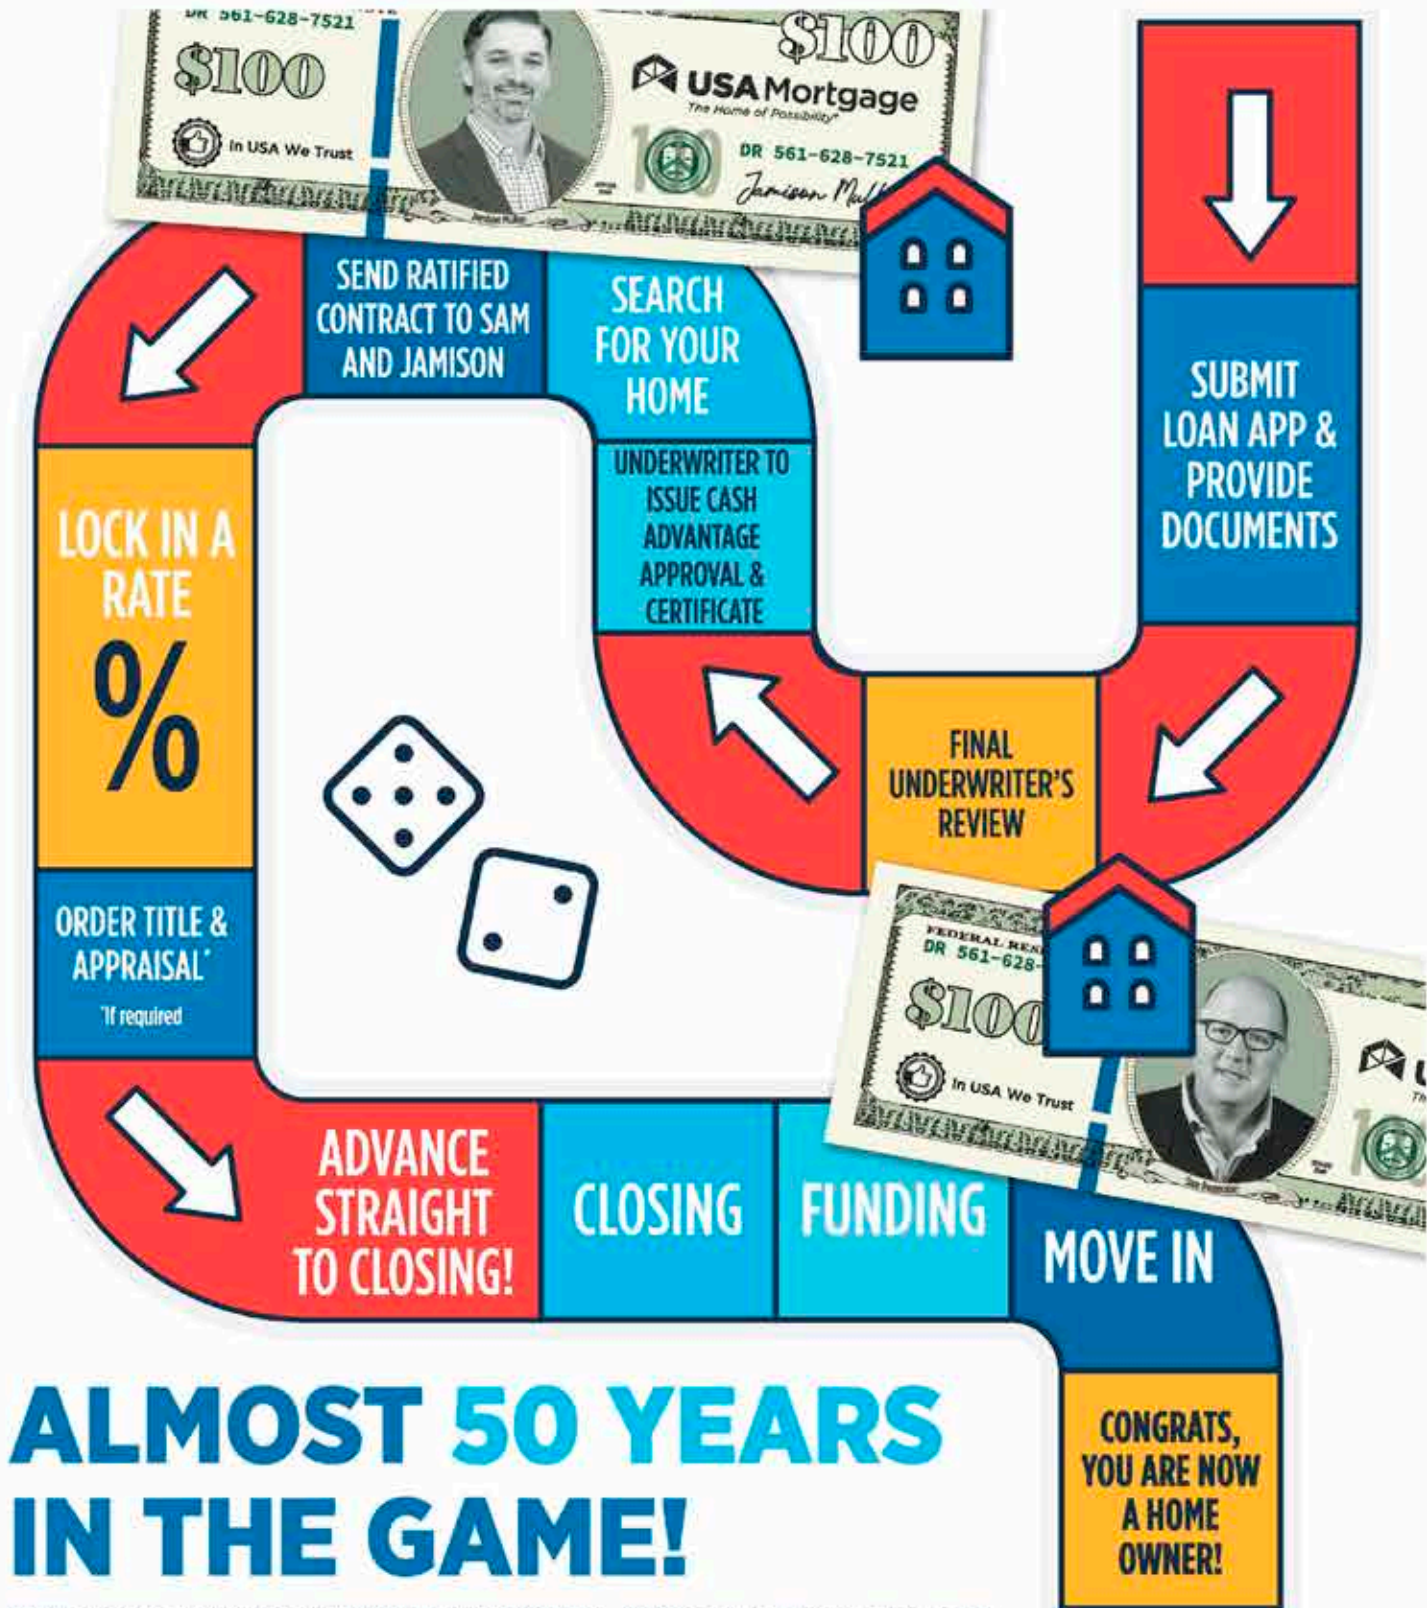 DR 561-628-7521
$100
$100
USA Mortgage
The Home of Possibility
In USA We Trust
DR 561-628-7521
SEND RATIFIED
CONTRACT TO SAM
AND JAMISON
SEARCH
FOR YOUR
HOME
SUBMIT
LOAN APP &
PROVIDE
DOCUMENTS
UNDERWRITER TO
ISSUE CASH
ADVANTAGE
APPROVAL &
CERTIFICATE
LOCK IN A
RATE
%
FINAL
UNDERWRITER'S
REVIEW
ORDER TITLE &
APPRAISAL*
*If required
FEDERAL RES
DR 561-628-
$100
In USA We Trust
ADVANCE
STRAIGHT
TO CLOSING!
CLOSING
FUNDING
MOVE IN
CONGRATS,
YOU ARE NOW
A HOME
OWNER!
ALMOST 50 YEARS
IN THE GAME!